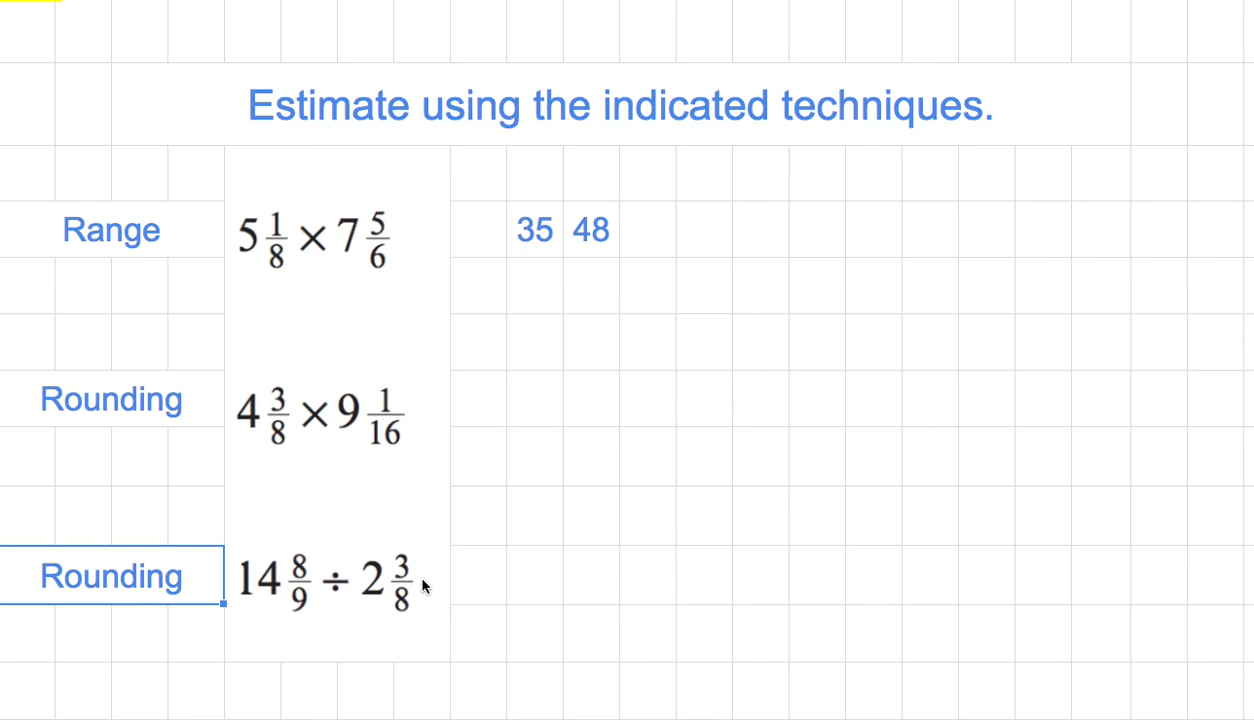 Estimate using the indicated techniques.
Range 5 1/8 × 7 5/6 35 48
Rounding 4 3/8 × 9 1/16
Rounding 14 8/9 ÷ 2 3/8